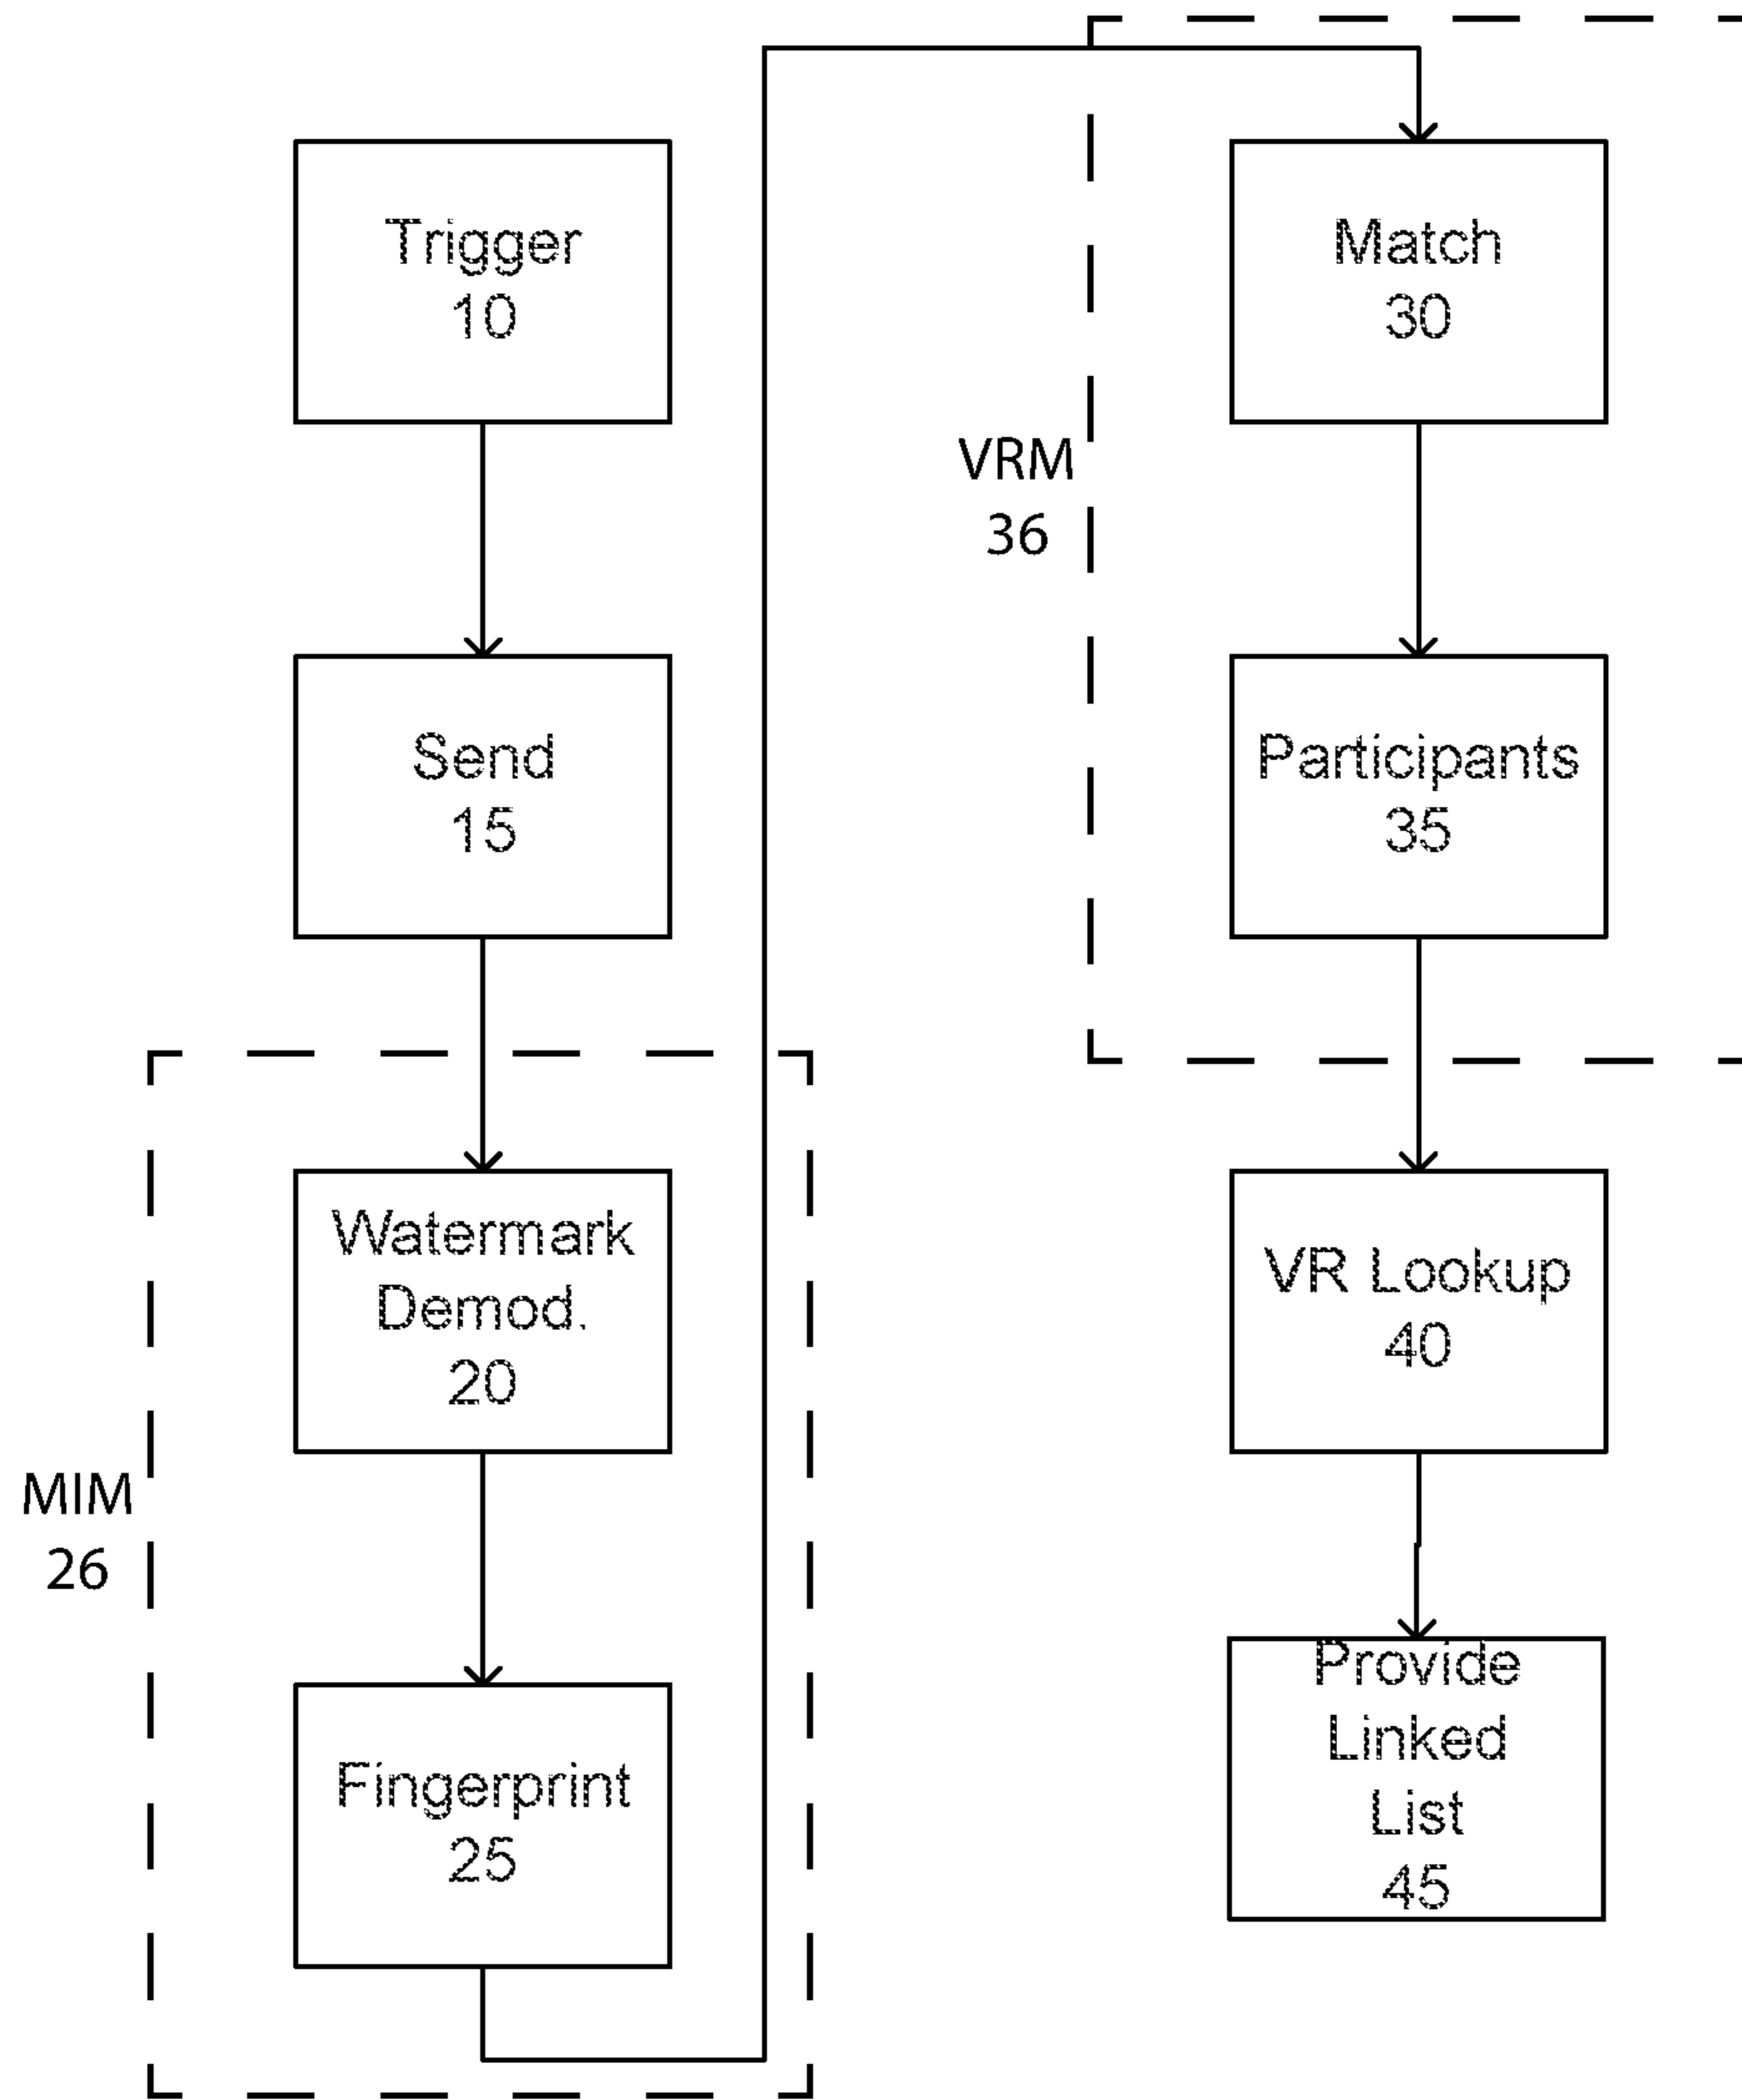 Trigger
10
Send
15
MIM
26
Watermark
Demod.
20
Fingerprint
25
VRM
36
Match
30
Participants
35
VR Lookup
40
Provide
Linked
List
45